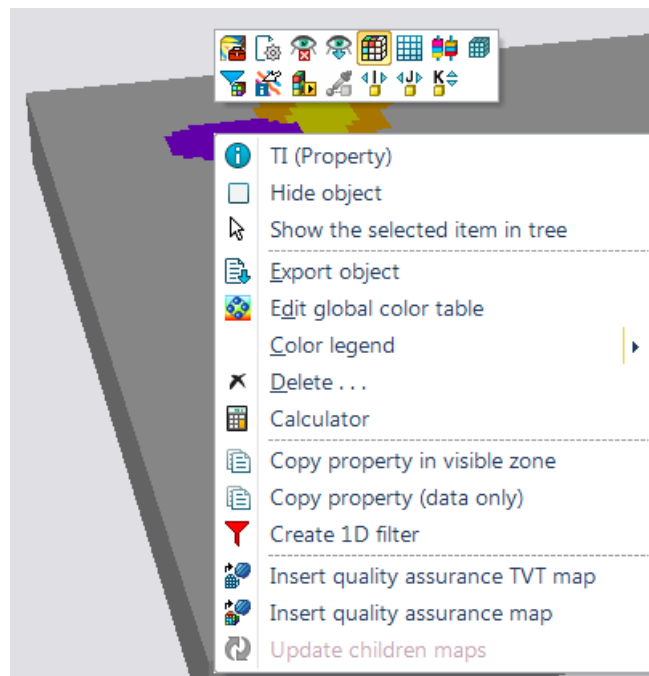 I J K
TI (Property)
Hide object
Show the selected item in tree
Export object
Edit global color table
Color legend
Delete . . .
Calculator
Copy property in visible zone
Copy property (data only)
Create 1D filter
Insert quality assurance TVT map
Insert quality assurance map
Update children maps